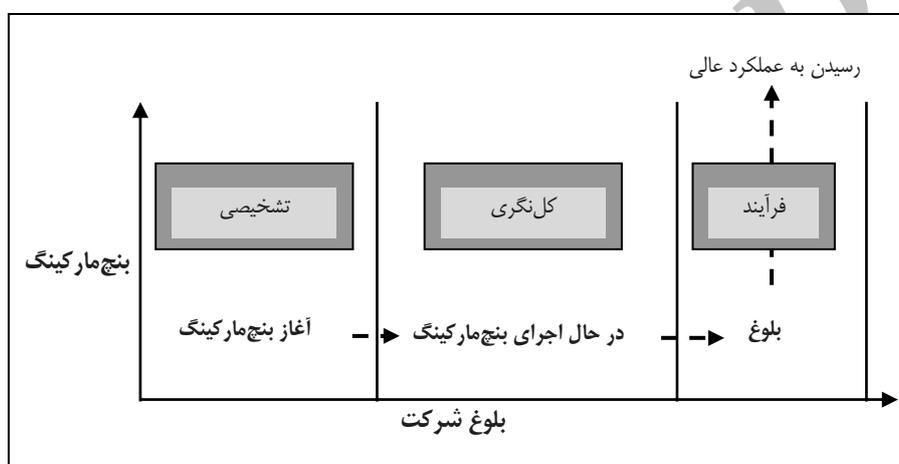 رسیدن به عملکرد عالی
تشخیصی
کل‌نگری
فرآیند
بنچ‌مارکینگ
آغاز بنچ‌مارکینگ
در حال اجرای بنچ‌مارکینگ
بلوغ
بلوغ شرکت